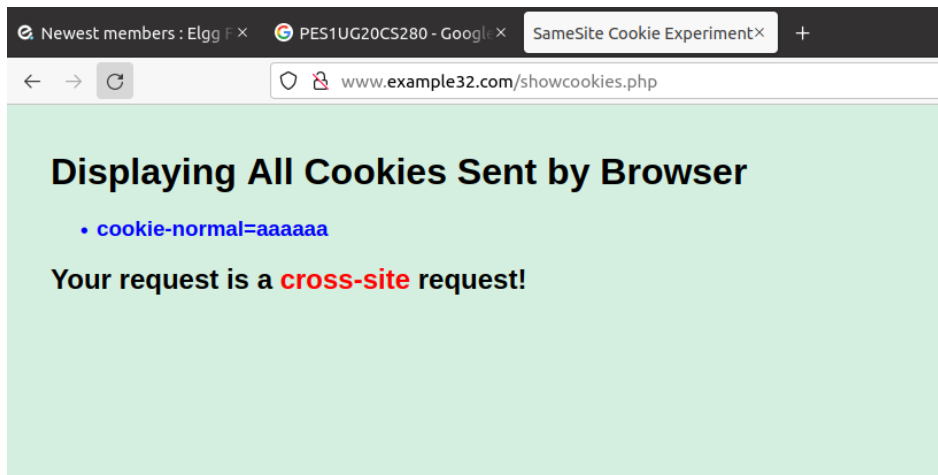 Newest members : Elgg F
PES1UG20CS280 - Google
SameSite Cookie Experiment
www.example32.com/showcookies.php
Displaying All Cookies Sent by Browser
• cookie-normal=aaaaaa
Your request is a cross-site request!